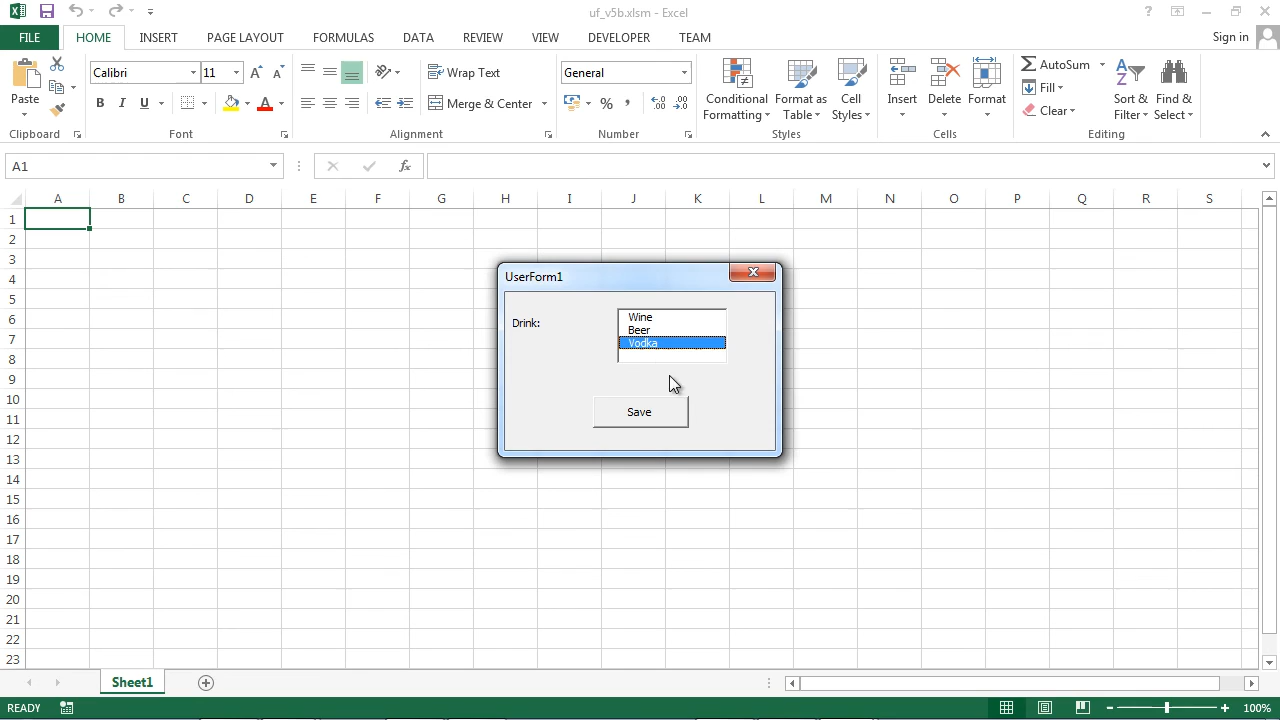 uf_v5b.xlsm - Excel
?
Sign in
FILE HOME INSERT PAGE LAYOUT FORMULAS DATA REVIEW VIEW DEVELOPER TEAM
Paste
Clipboard
Calibri 11
B I U
Font
Wrap Text
Merge & Center
Alignment
General
% ,
Number
Conditional Formatting
Format as Table
Cell Styles
Styles
Insert Delete Format
Cells
AutoSum
Fill
Clear
Sort & Filter
Find & Select
Editing
A1
fx
A B C D E F G H I J K L M N O P Q R S
1
2
3
4
5
6
7
8
9
10
11
12
13
14
15
16
17
18
19
20
21
22
23
UserForm1
Drink:
Wine
Beer
Vodka
Save
Sheet1
READY
100%